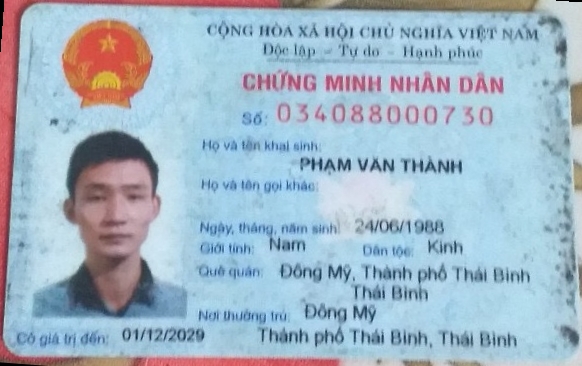 CỘNG HÒA XÃ HỘI CHỦ NGHĨA VIỆT NAM
Độc lập - Tự do - Hạnh phúc
CHỨNG MINH NHÂN DÂN
Số: 034088000730
Họ và tên khai sinh:
PHẠM VĂN THÀNH
Họ và tên gọi khác:
Ngày, tháng, năm sinh: 24/06/1988
Giới tính: Nam Dân tộc: Kinh
Quê quán: Đông Mỹ, Thành phố Thái Bình
Thái Bình
Nơi thường trú: Đông Mỹ
Thành phố Thái Bình, Thái Bình
Có giá trị đến: 01/12/2029